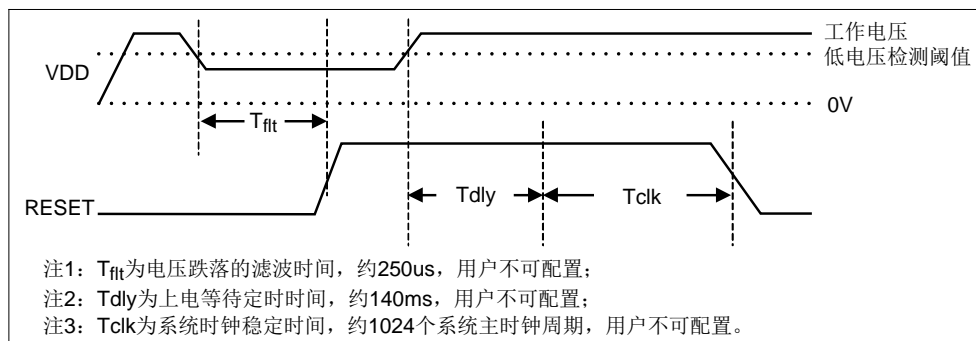 工作电压
低电压检测阈值
VDD
0V
Tflt
Tdly
Tclk
RESET
注1：Tflt为电压跌落的滤波时间，约250us，用户不可配置；
注2：Tdly为上电等待定时时间，约140ms，用户不可配置；
注3：Tclk为系统时钟稳定时间，约1024个系统主时钟周期，用户不可配置。